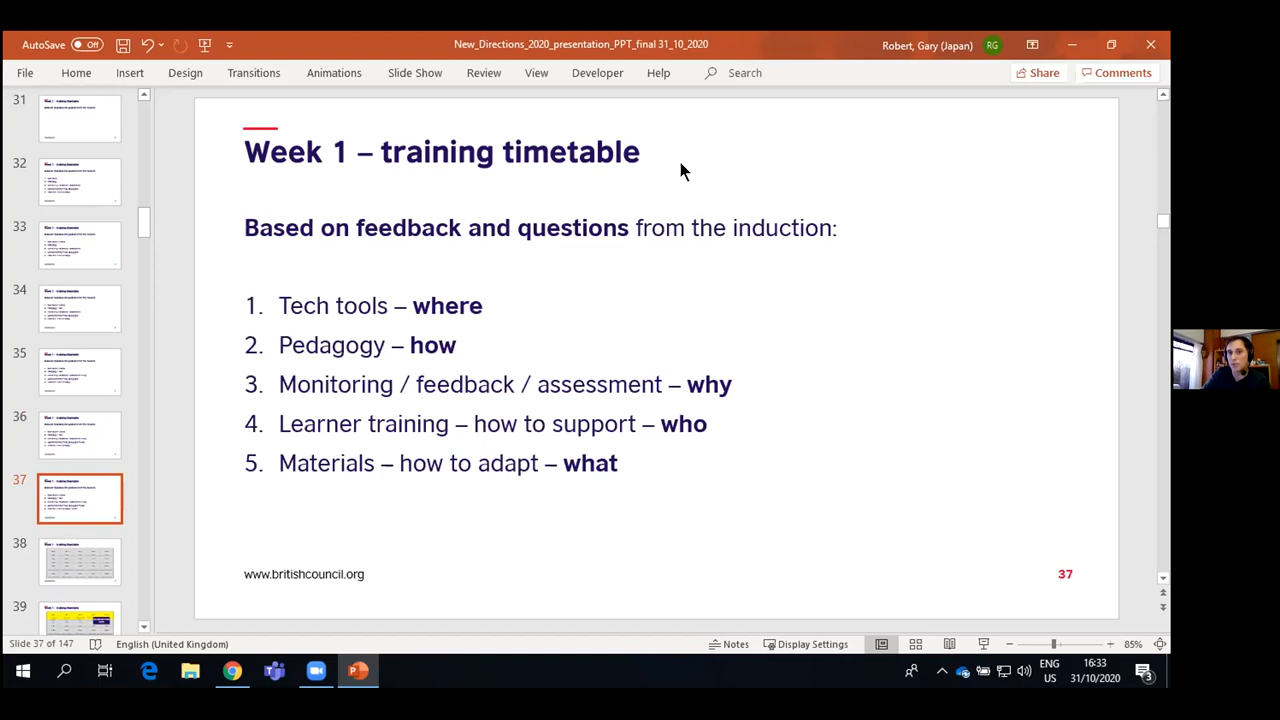 AutoSave Off
New_Directions_2020_presentation_PPT_final 31_10_2020
Robert, Gary (Japan) RG
File Home Insert Design Transitions Animations Slide Show Review View Developer Help Search
Share Comments
31
32
33
34
35
36
37
38
39
Week 1 – training timetable
Based on feedback and questions from the induction:
1. Tech tools – where
2. Pedagogy – how
3. Monitoring / feedback / assessment – why
4. Learner training – how to support – who
5. Materials – how to adapt – what
www.britishcouncil.org 37
Slide 37 of 147 English (United Kingdom) Notes Display Settings 85%
ENG
US
16:33
31/10/2020
3